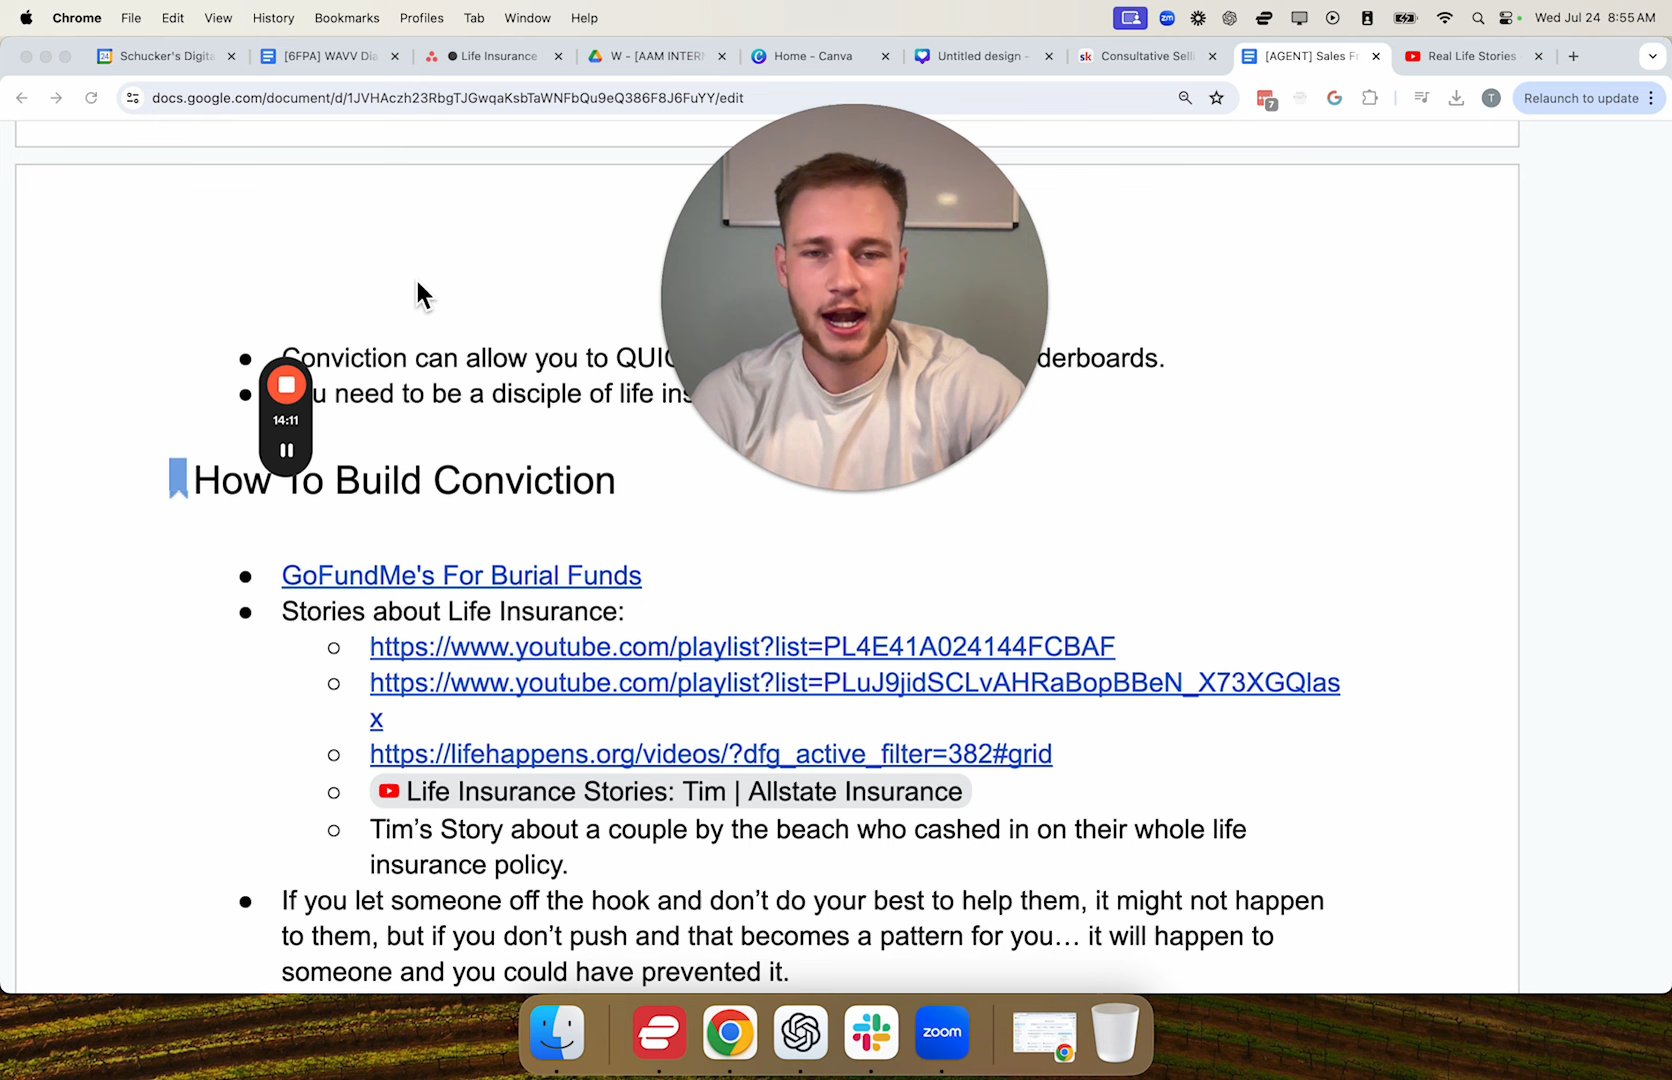 Chrome File Edit View History Bookmarks Profiles Tab Window Help
zm
Wed Jul 24 8:55 AM
24 Schucker's Digita
[6FPA] WAVV Dia
Life Insurance
W - [AAM INTER
Home - Canva
Untitled design -
sk Consultative Selli
[AGENT] Sales Fr
Real Life Stories
docs.google.com/document/d/1JVHAczh23RbgTJGwqaKsbTaWNFbQu9eQ386F8J6FuYY/edit
7
T
Relaunch to update
● Conviction can allow you to
derboards.
● u need to be a disciple of life
14:11
How To Build Conviction
● GoFundMe's For Burial Funds
● Stories about Life Insurance:
○ https://www.youtube.com/playlist?list=PL4E41A024144FCBAF
○ https://www.youtube.com/playlist?list=PLuJ9jidSCLvAHRaBopBBeN_X73XGQlas
x
○ https://lifehappens.org/videos/?dfg_active_filter=382#grid
○ Life Insurance Stories: Tim | Allstate Insurance
○ Tim’s Story about a couple by the beach who cashed in on their whole life
insurance policy.
● If you let someone off the hook and don’t do your best to help them, it might not happen
to them, but if you don’t push and that becomes a pattern for you… it will happen to
someone and you could have prevented it.
zoom